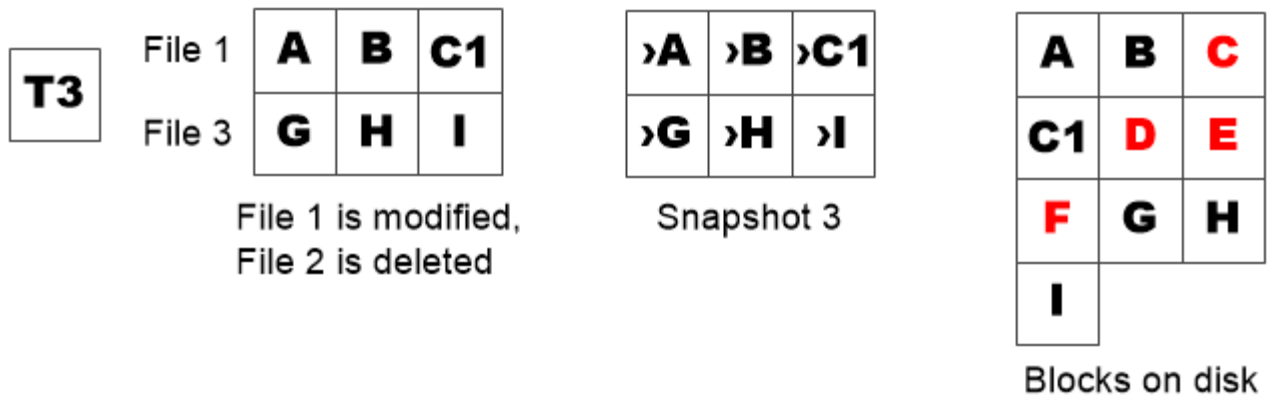 T3
File 1 A B C1
File 3 G H I
File 1 is modified,
File 2 is deleted
›A ›B ›C1
›G ›H ›I
Snapshot 3
A B C
C1 D E
F G H
I
Blocks on disk